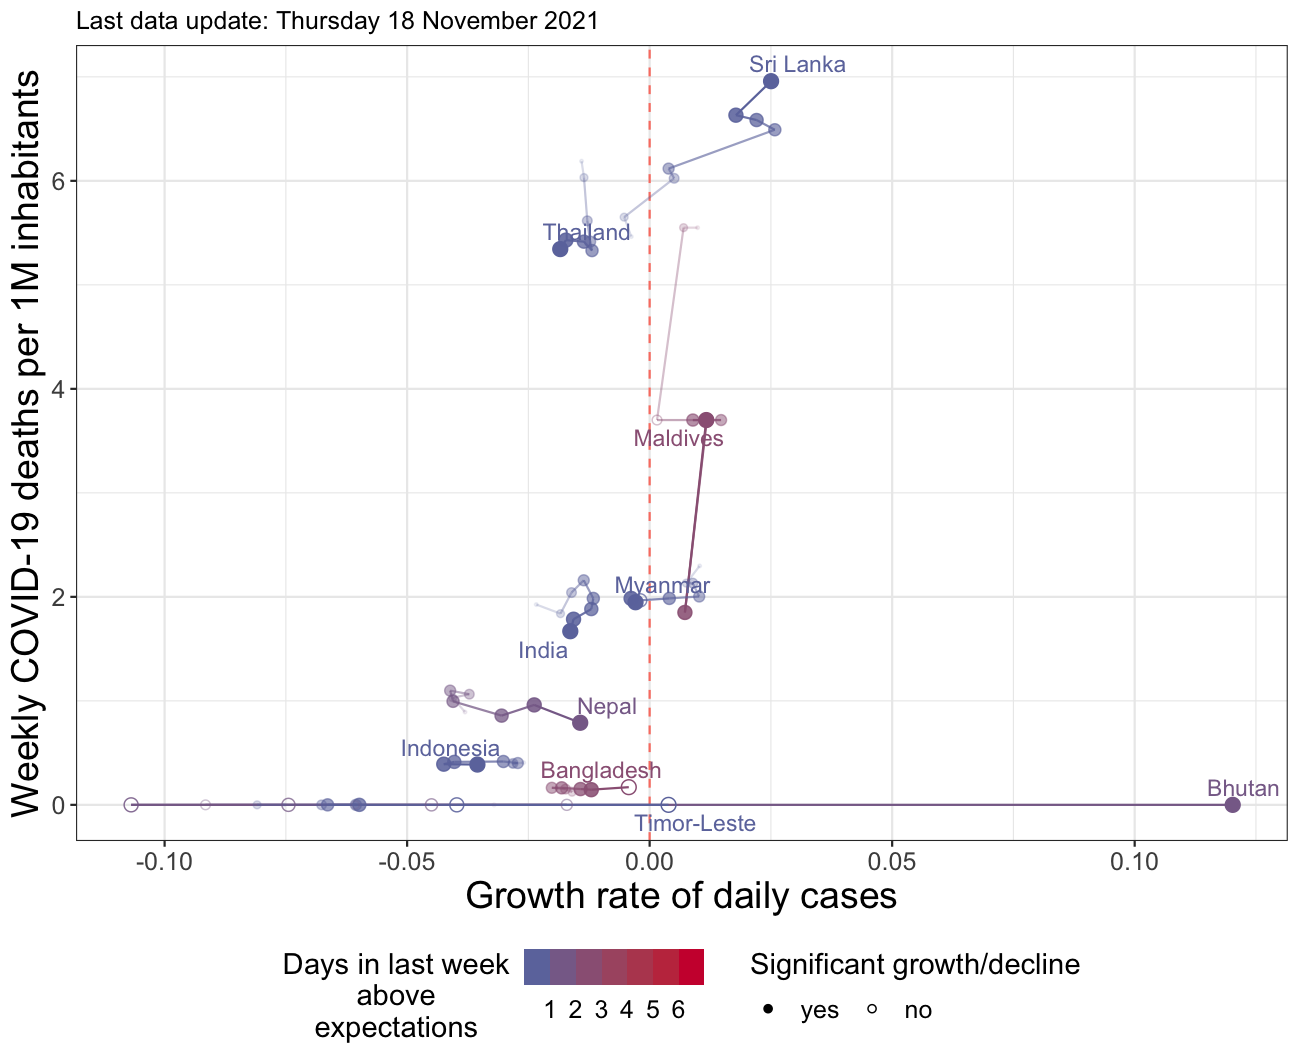 Last data update: Thursday 18 November 2021
Weekly COVID-19 deaths per 1M inhabitants
6
4
2
0
Sri Lanka
Thailand
Maldives
Myanmar
India
Nepal
Indonesia
Bangladesh
Bhutan
Timor-Leste
-0.10 -0.05 0.00 0.05 0.10
Growth rate of daily cases
Days in last week
above
expectations
1 2 3 4 5 6
Significant growth/decline
yes no